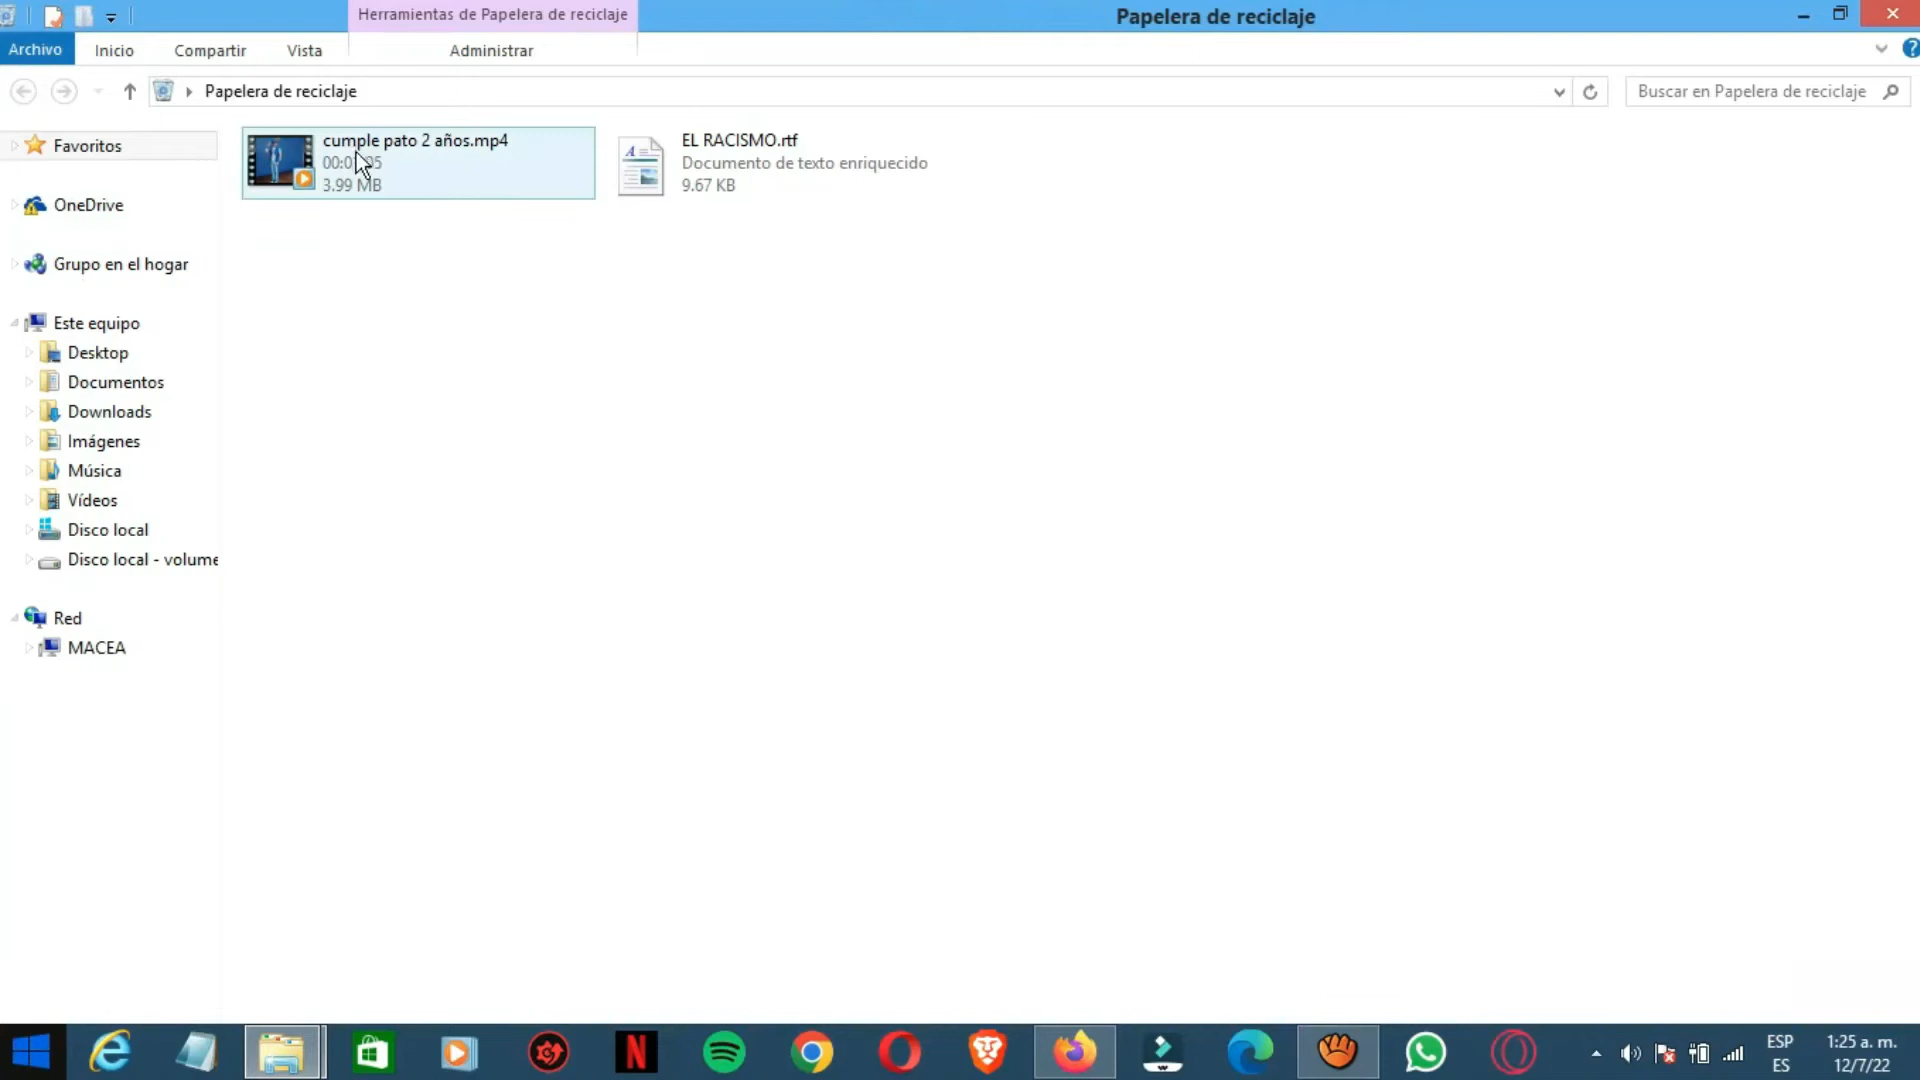 Herramientas de Papelera de reciclaje
Papelera de reciclaje
Archivo
Inicio
Compartir
Vista
Administrar
Papelera de reciclaje
Buscar en Papelera de reciclaje
Favoritos
OneDrive
Grupo en el hogar
Este equipo
Desktop
Documentos
Downloads
Imágenes
Música
Vídeos
Disco local
Disco local - volume
Red
MACEA
cumple pato 2 años.mp4
3.99 MB
EL RACISMO.rtf
Documento de texto enriquecido
9.67 KB
ESP
ES
1:25 a. m.
12/7/22